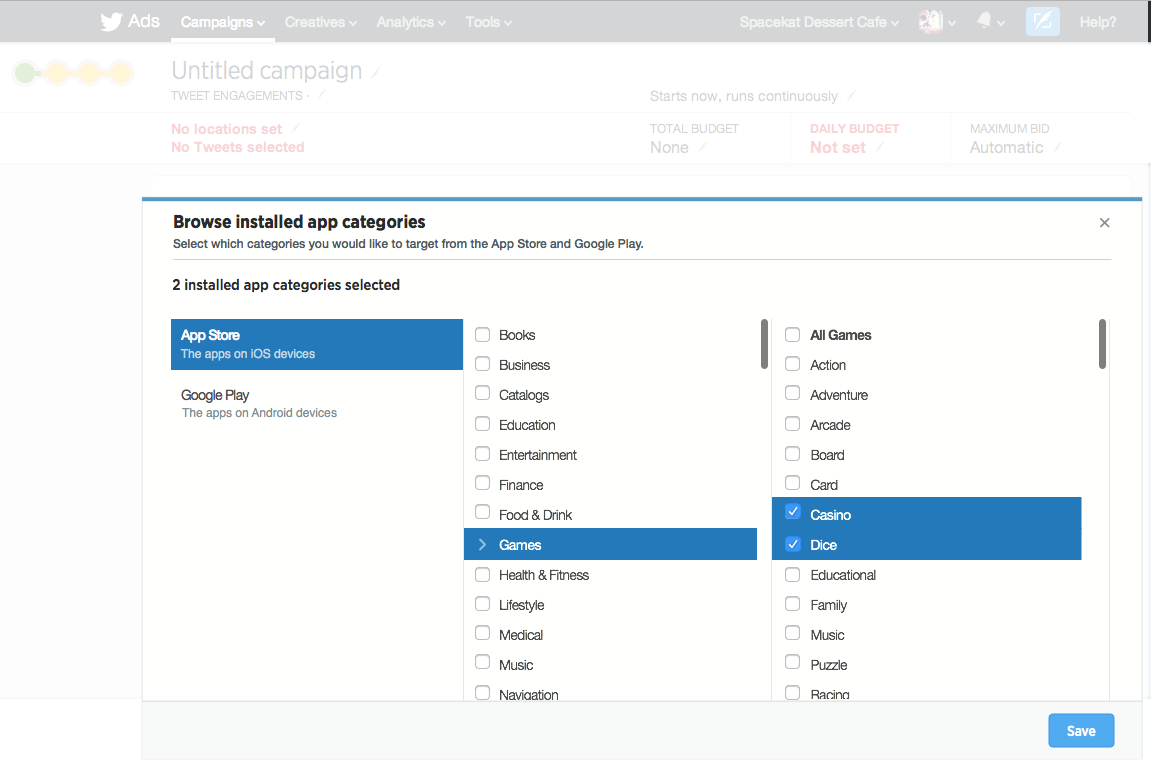 Ads Campaigns Creatives Analytics Tools Spacekat Dessert Cafe Help?
Untitled campaign
TWEET ENGAGEMENTS
Starts now, runs continuously
No locations set
No Tweets selected
TOTAL BUDGET
None
DAILY BUDGET
Not set
MAXIMUM BID
Automatic
Browse installed app categories
Select which categories you would like to target from the App Store and Google Play.
2 installed app categories selected
App Store
The apps on iOS devices
Google Play
The apps on Android devices
Books
Business
Catalogs
Education
Entertainment
Finance
Food & Drink
Games
Health & Fitness
Lifestyle
Medical
Music
Navigation
All Games
Action
Adventure
Arcade
Board
Card
Casino
Dice
Educational
Family
Music
Puzzle
Racing
Save